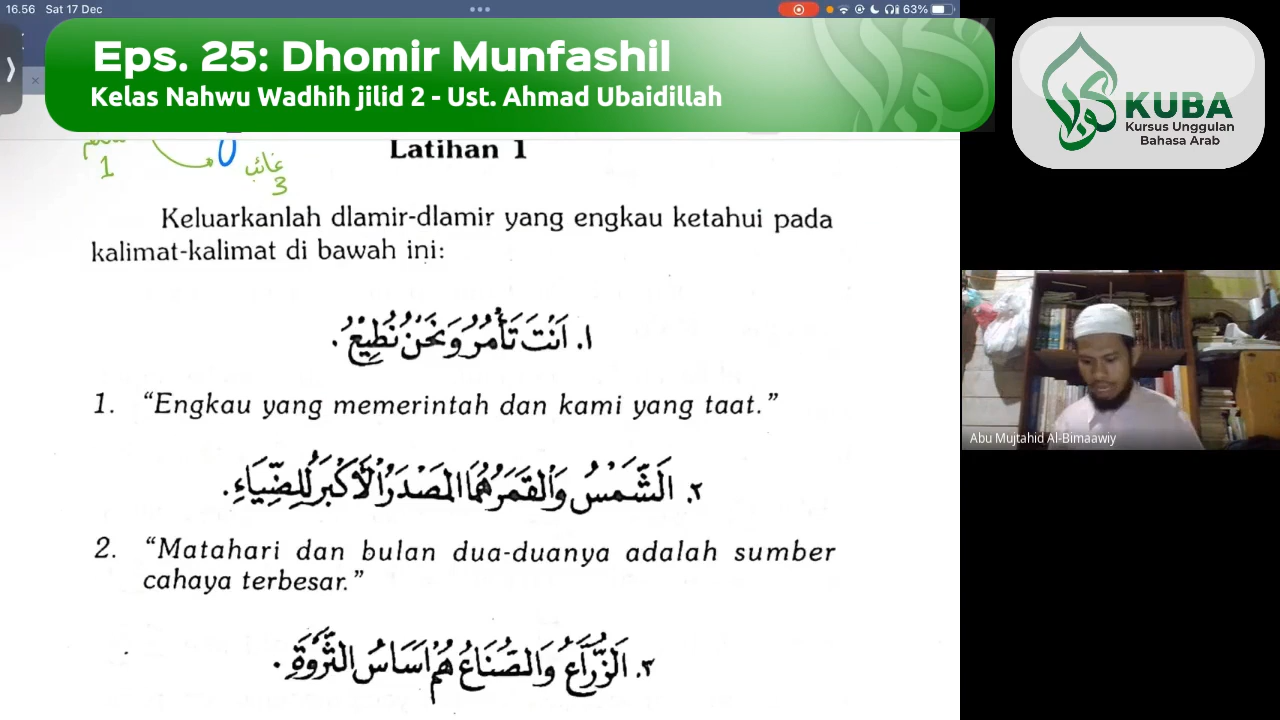 16.56 Sat 17 Dec
63%
Eps. 25: Dhomir Munfashil
Kelas Nahwu Wadhih jilid 2 - Ust. Ahmad Ubaidillah
KUBA
Kursus Unggulan
Bahasa Arab
1
غائب
3
Latihan 1
Keluarkanlah dlamir-dlamir yang engkau ketahui pada
kalimat-kalimat di bawah ini:
١. اَنْتَ تَأْمُرُ وَنَحْنُ نُطِيْعُ.
1. “Engkau yang memerintah dan kami yang taat.”
٢. اَلشَّمْسُ وَالْقَمَرُ هُمَا المَصْدَرُ الْأَكْبَرُ لِلضِّيَاءِ.
2. “Matahari dan bulan dua-duanya adalah sumber
cahaya terbesar.”
٣. اَلزُّرَّاعُ وَالصُّنَاعُ هُمْ اَسَاسُ الثَّرْوَةِ.
Abu Mujtahid Al-Bimaawiy